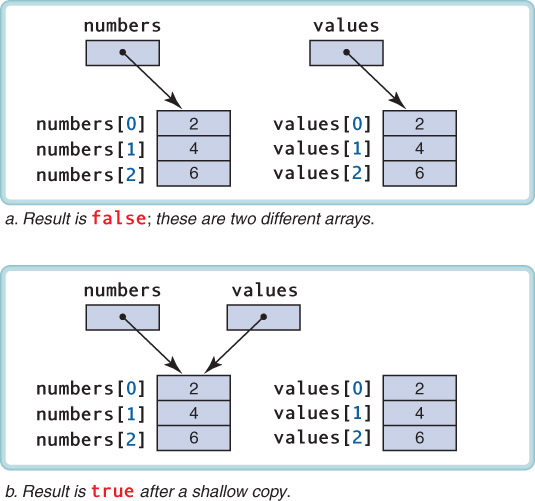 numbers values
numbers[0] 2 values[0] 2
numbers[1] 4 values[1] 4
numbers[2] 6 values[2] 6
a. Result is false; these are two different arrays.
numbers values
numbers[0] 2 values[0] 2
numbers[1] 4 values[1] 4
numbers[2] 6 values[2] 6
b. Result is true after a shallow copy.